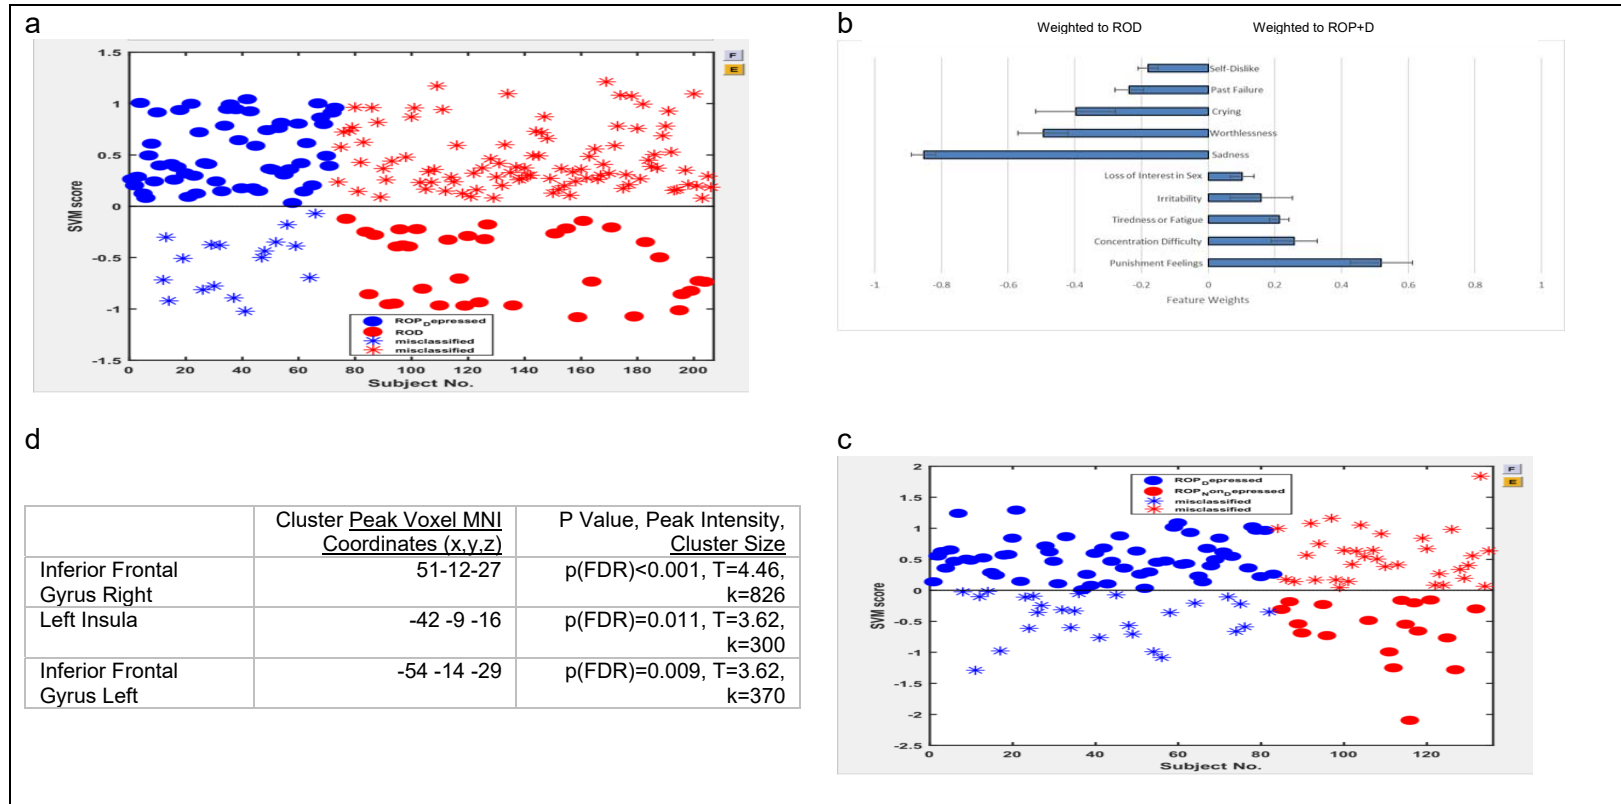 a
1.5
1
0.5
0
-0.5
-1
-1.5
SVM score
0 20 40 60 80 100 120 140 160 180 200
Subject No.
ROP_Depressed
ROD
misclassified
misclassified
F
E
b
Weighted to ROD Weighted to ROP+D
Self-Dislike
Past Failure
Crying
Worthlessness
Sadness
Loss of Interest in Sex
Irritability
Tiredness or Fatigue
Concentration Difficulty
Punishment Feelings
-1 -0.8 -0.6 -0.4 -0.2 0 0.2 0.4 0.6 0.8 1
Feature Weights
d
Cluster Peak Voxel MNI Coordinates (x,y,z)
P Value, Peak Intensity, Cluster Size
Inferior Frontal Gyrus Right
51-12-27
p(FDR)<0.001, T=4.46, k=826
Left Insula
-42 -9 -16
p(FDR)=0.011, T=3.62, k=300
Inferior Frontal Gyrus Left
-54 -14 -29
p(FDR)=0.009, T=3.62, k=370
c
2
1.5
1
0.5
0
-0.5
-1
-1.5
-2
-2.5
SVM score
0 20 40 60 80 100 120
Subject No.
ROP_Depressed
ROP_Non_Depressed
misclassified
misclassified
F
E